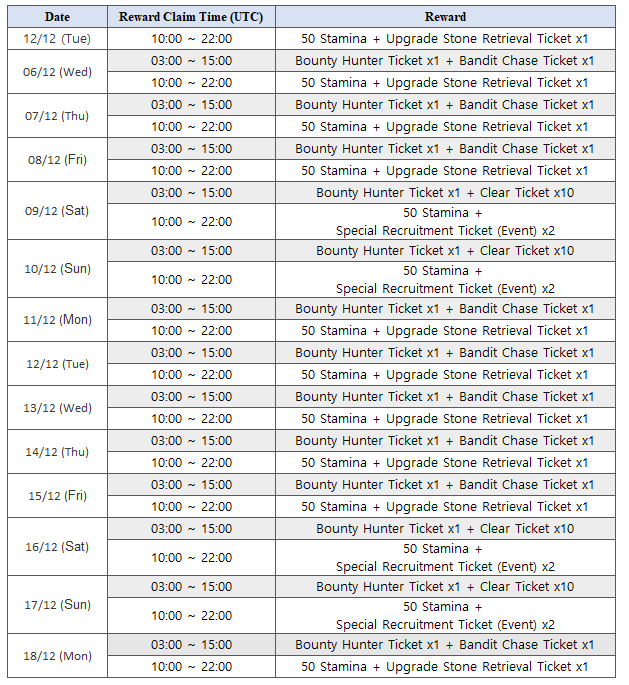 Date Reward Claim Time (UTC) Reward
12/12 (Tue) 10:00 ~ 22:00 50 Stamina + Upgrade Stone Retrieval Ticket x1
06/12 (Wed) 03:00 ~ 15:00 Bounty Hunter Ticket x1 + Bandit Chase Ticket x1
10:00 ~ 22:00 50 Stamina + Upgrade Stone Retrieval Ticket x1
07/12 (Thu) 03:00 ~ 15:00 Bounty Hunter Ticket x1 + Bandit Chase Ticket x1
10:00 ~ 22:00 50 Stamina + Upgrade Stone Retrieval Ticket x1
08/12 (Fri) 03:00 ~ 15:00 Bounty Hunter Ticket x1 + Bandit Chase Ticket x1
10:00 ~ 22:00 50 Stamina + Upgrade Stone Retrieval Ticket x1
09/12 (Sat) 03:00 ~ 15:00 Bounty Hunter Ticket x1 + Clear Ticket x10
10:00 ~ 22:00 50 Stamina +
Special Recruitment Ticket (Event) x2
10/12 (Sun) 03:00 ~ 15:00 Bounty Hunter Ticket x1 + Clear Ticket x10
10:00 ~ 22:00 50 Stamina +
Special Recruitment Ticket (Event) x2
11/12 (Mon) 03:00 ~ 15:00 Bounty Hunter Ticket x1 + Bandit Chase Ticket x1
10:00 ~ 22:00 50 Stamina + Upgrade Stone Retrieval Ticket x1
12/12 (Tue) 03:00 ~ 15:00 Bounty Hunter Ticket x1 + Bandit Chase Ticket x1
10:00 ~ 22:00 50 Stamina + Upgrade Stone Retrieval Ticket x1
13/12 (Wed) 03:00 ~ 15:00 Bounty Hunter Ticket x1 + Bandit Chase Ticket x1
10:00 ~ 22:00 50 Stamina + Upgrade Stone Retrieval Ticket x1
14/12 (Thu) 03:00 ~ 15:00 Bounty Hunter Ticket x1 + Bandit Chase Ticket x1
10:00 ~ 22:00 50 Stamina + Upgrade Stone Retrieval Ticket x1
15/12 (Fri) 03:00 ~ 15:00 Bounty Hunter Ticket x1 + Bandit Chase Ticket x1
10:00 ~ 22:00 50 Stamina + Upgrade Stone Retrieval Ticket x1
16/12 (Sat) 03:00 ~ 15:00 Bounty Hunter Ticket x1 + Clear Ticket x10
10:00 ~ 22:00 50 Stamina +
Special Recruitment Ticket (Event) x2
17/12 (Sun) 03:00 ~ 15:00 Bounty Hunter Ticket x1 + Clear Ticket x10
10:00 ~ 22:00 50 Stamina +
Special Recruitment Ticket (Event) x2
18/12 (Mon) 03:00 ~ 15:00 Bounty Hunter Ticket x1 + Bandit Chase Ticket x1
10:00 ~ 22:00 50 Stamina + Upgrade Stone Retrieval Ticket x1